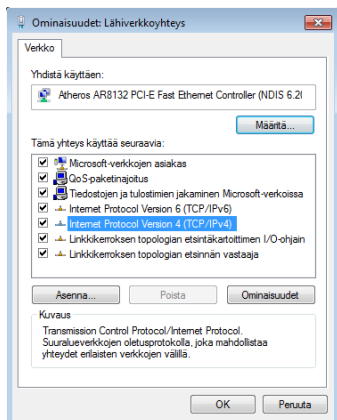 Ominaisuudet: Lähiverkkoyhteys
Verkko
Yhdistä käyttäen:
Atheros AR8132 PCI-E Fast Ethernet Controller (NDIS 6.20
Määritä...
Tämä yhteys käyttää seuraavia:
Microsoft-verkkojen asiakas
QoS-paketinajoitus
Tiedostojen ja tulostimien jakaminen Microsoft-verkoissa
Internet Protocol Version 6 (TCP/IPv6)
Internet Protocol Version 4 (TCP/IPv4)
Linkkikerroksen topologian etsintäkartoittimen I/O-ohjain
Linkkikerroksen topologian etsinnän vastaaja
Asenna...
Poista
Ominaisuudet
Kuvaus
Transmission Control Protocol/Internet Protocol.
Suuralueverkkojen oletusprotokolla, joka mahdollistaa
yhteydet erilaisten verkkojen välillä.
OK
Peruuta